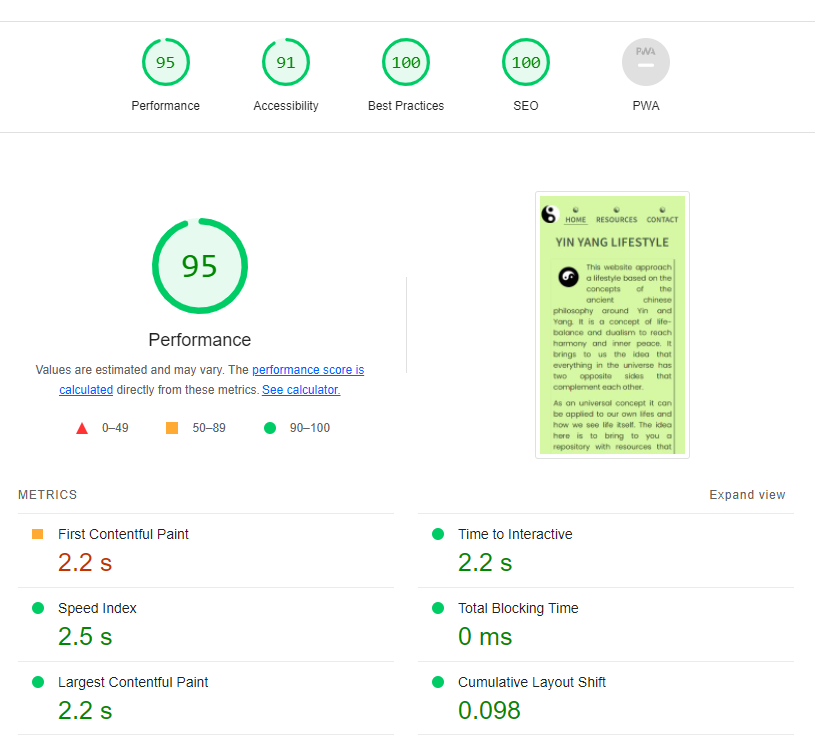 95
91
100
100
PWA
Performance
Accessibility
Best Practices
SEO
PWA
95
Performance
Values are estimated and may vary. The performance score is
calculated directly from these metrics. See calculator.
0–49
50–89
90–100
HOME
RESOURCES
CONTACT
YIN YANG LIFESTYLE
This website approach
a lifestyle based on the
concepts of the
ancient chinese
philosophy around Yin and
Yang. It is a concept of life-
balance and dualism to reach
harmony and inner peace. It
brings to us the idea that
everything in the universe has
two opposite sides that
complement each other.
As an universal concept it can
be applied to our own lifes and
how we see life itself. The idea
here is to bring to you a
repository with resources that
METRICS
Expand view
First Contentful Paint
2.2 s
Time to Interactive
2.2 s
Speed Index
2.5 s
Total Blocking Time
0 ms
Largest Contentful Paint
2.2 s
Cumulative Layout Shift
0.098